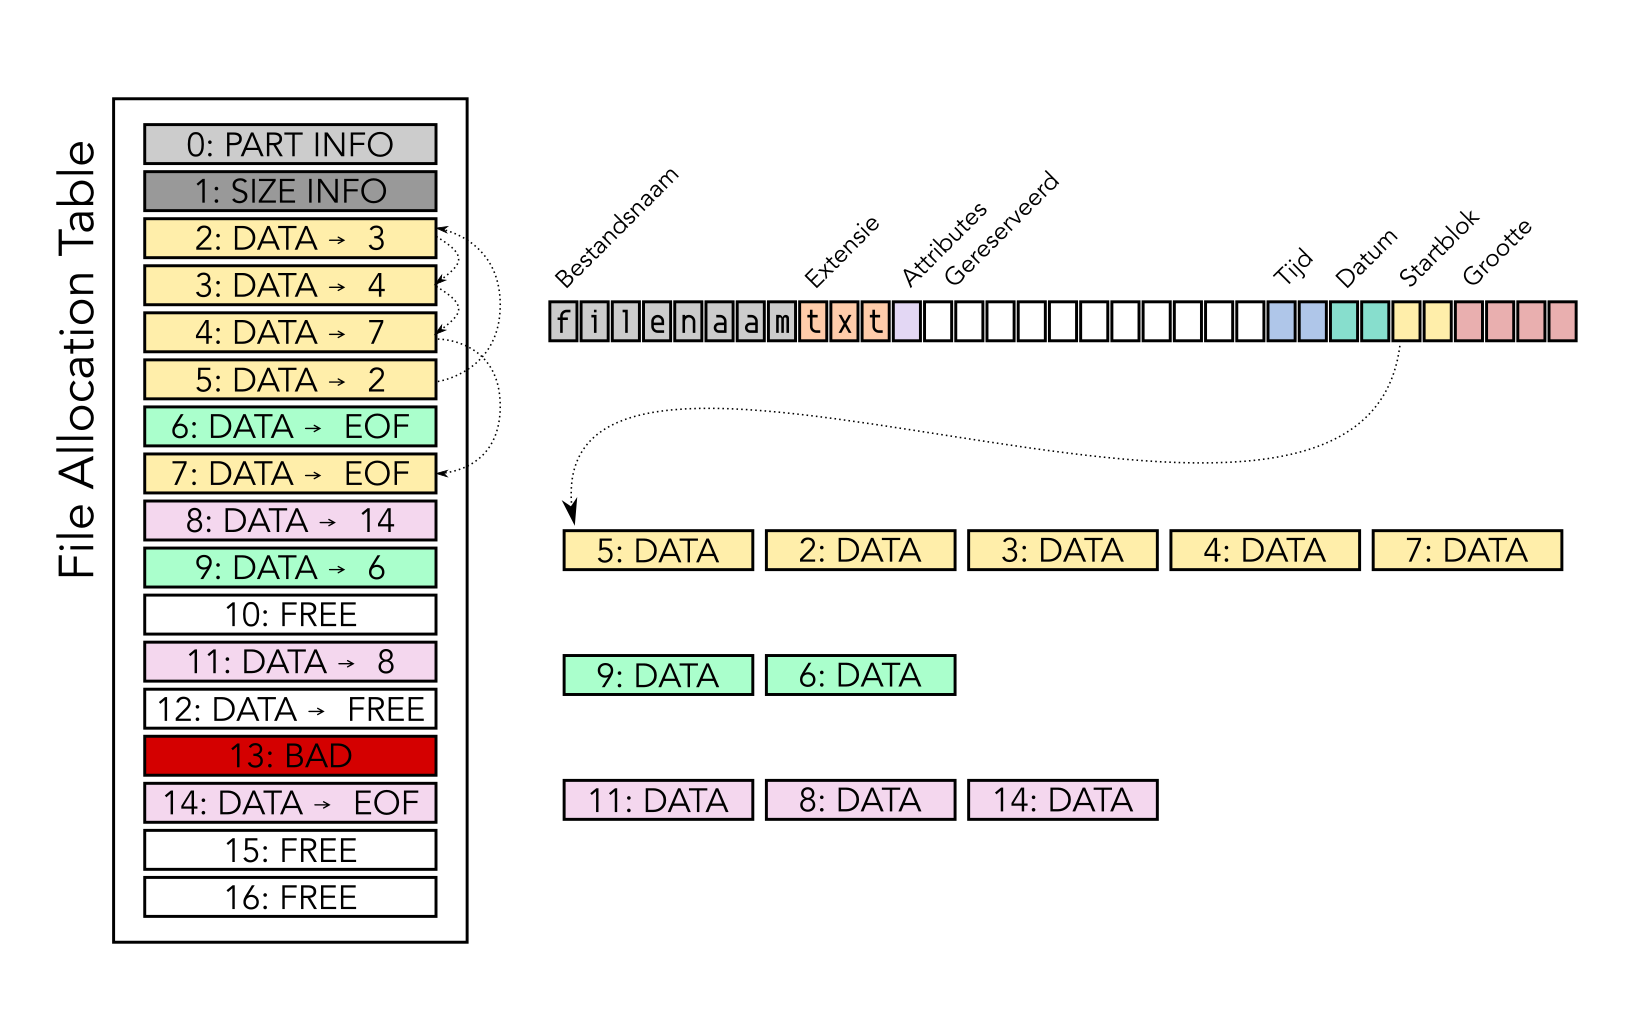 File Allocation Table
0: PART INFO
1: SIZE INFO
2: DATA → 3
3: DATA → 4
4: DATA → 7
5: DATA → 2
6: DATA → EOF
7: DATA → EOF
8: DATA → 14
9: DATA → 6
10: FREE
11: DATA → 8
12: DATA → FREE
13: BAD
14: DATA → EOF
15: FREE
16: FREE
Bestandsnaam
Extensie
Attributes
Gereserveerd
Tijd
Datum
Startblok
Grootte
filenaamtxt
5: DATA 2: DATA 3: DATA 4: DATA 7: DATA
9: DATA 6: DATA
11: DATA 8: DATA 14: DATA